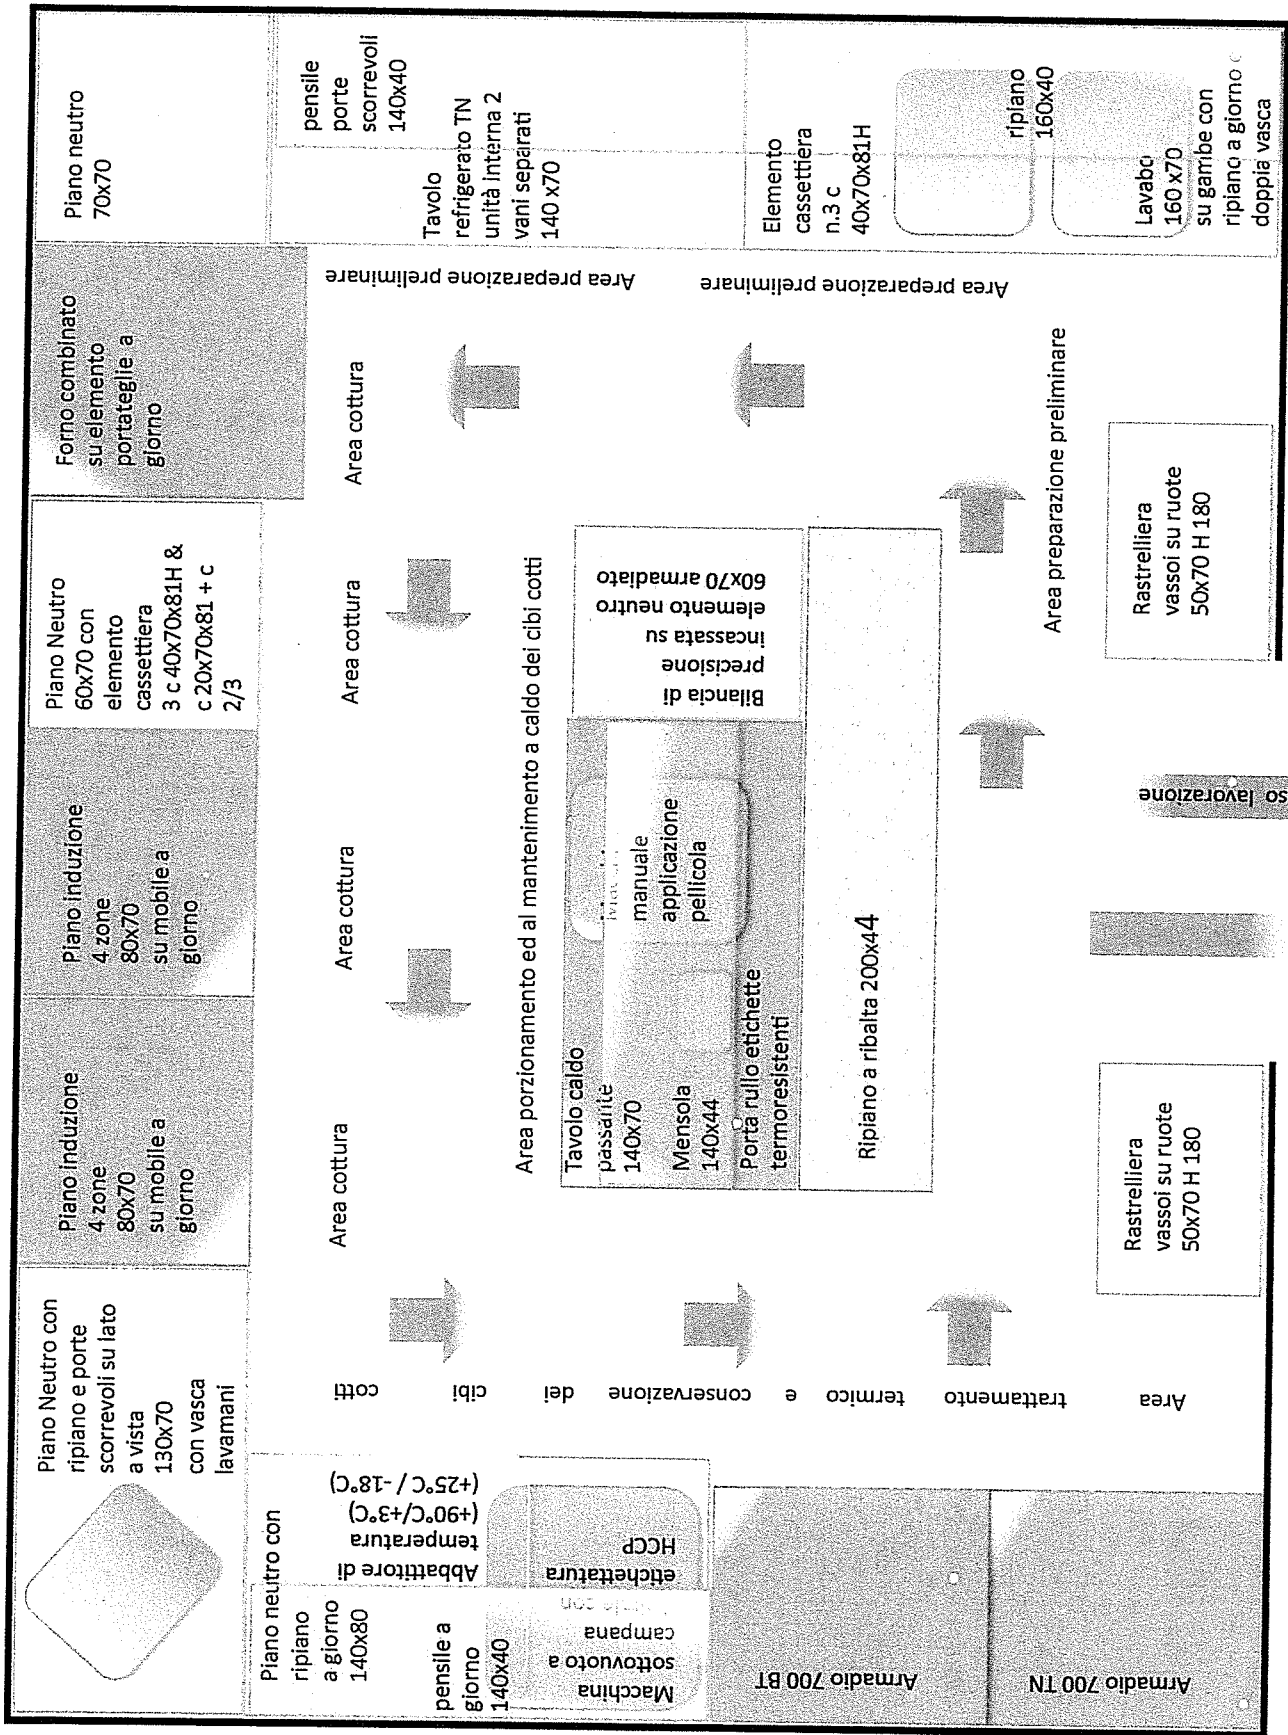 Piano Neutro con
ripiano e porte
scorrevoli su lato
a vista
130x70
con vasca
lavamani
Piano induzione
4 zone
80x70
su mobile a
giorno
Piano induzione
4 zone
80x70
su mobile a
giorno
Piano Neutro
60x70 con
elemento
cassettiera
3 c 40x70x81H &
c 20x70x81 + c
2/3
Forno combinato
su elemento
portateglie a
giorno
Piano neutro
70x70
pensile
porte
scorrevoli
140x40
Tavolo
refrigerato TN
unità interna 2
vani separati
140 x70
Elemento
cassettiera
n.3 c
40x70x81H
ripiano
160x40
Lavabo
160 x70
su gambe con
ripiano a giorno
doppia vasca
Area preparazione preliminare
Area preparazione preliminare
Area cottura
Area cottura
Area cottura
Area cottura
Area porzionamento ed al mantenimento a caldo dei cibi cotti
Tavolo caldo
passante
140x70
Mensola
140x44
Porta rullo etichette
termoresistenti
manuale
applicazione
pellicola
Bilancia di
precisione
incassata su
elemento neutro
60x70 armadiato
Ripiano a ribalta 200x44
Area preparazione preliminare
Rastrelliera
vassoi su ruote
50x70 H 180
Rastrelliera
vassoi su ruote
50x70 H 180
so lavorazione
Area trattamento termico e conservazione dei cibi cotti
Piano neutro con
ripiano
a giorno
140x80
pensile a
giorno
140x40
Abbattitore di
temperatura
(+90°C/+3°C)
(+25°C / -18°C)
Macchina
sottovuoto a
campana
con
etichettatura
HCCP
Armadio 700 BT
Armadio 700 TN